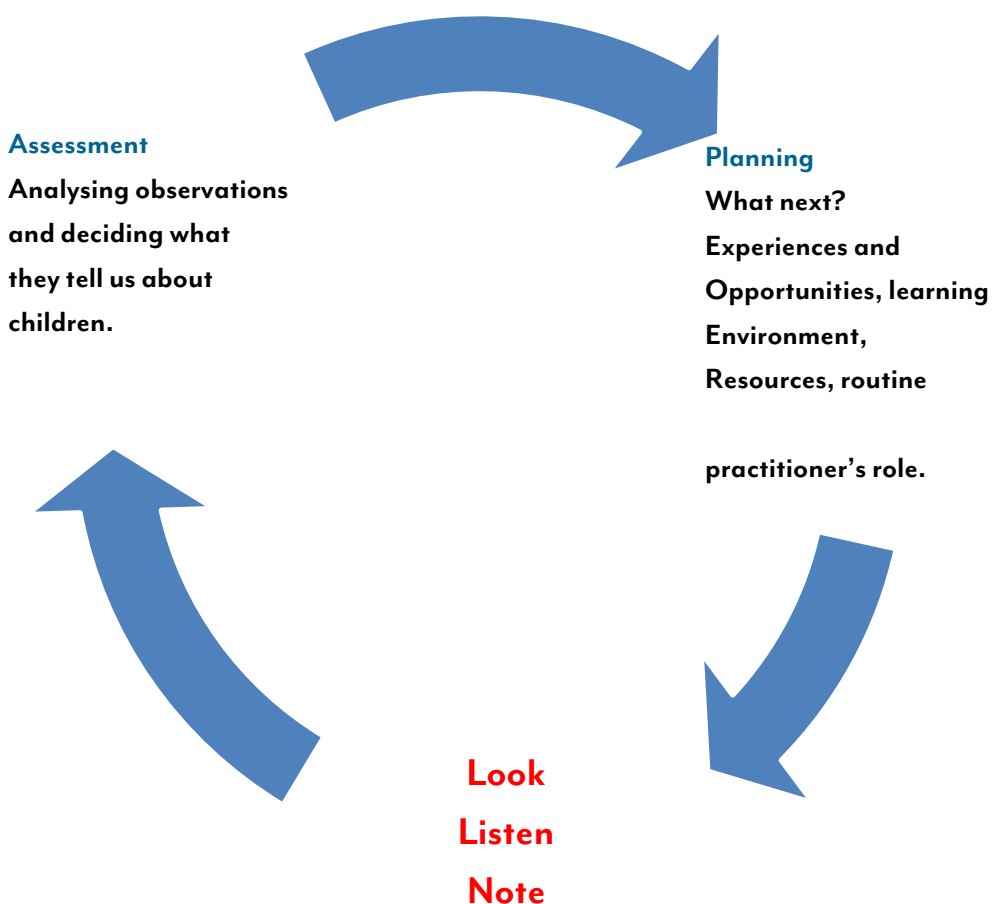 Assessment
Analysing observations
and deciding what
they tell us about
children.
Planning
What next?
Experiences and
Opportunities, learning
Environment,
Resources, routine
practitioner’s role.
Look
Listen
Note